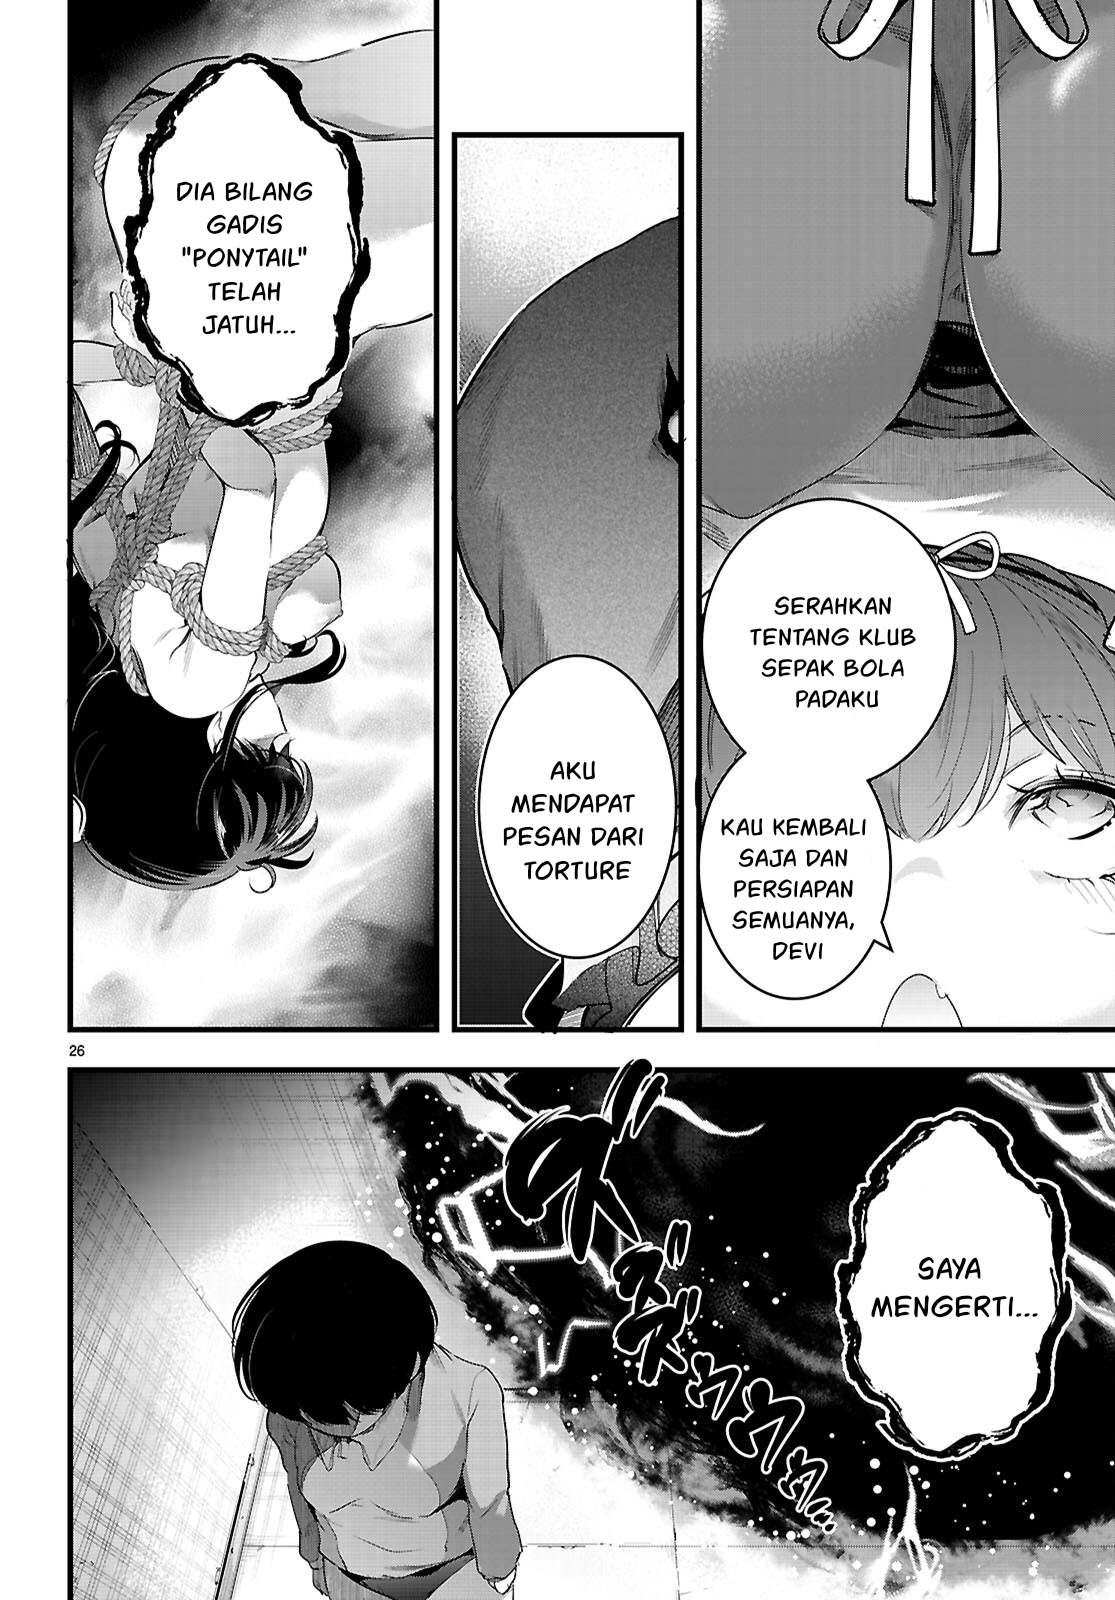 SERAHKAN
TENTANG KLUB
SEPAK BOLA
PADAKU
KAU KEMBALI
SAJA DAN
PERSIAPAN
SEMUANYA,
DEVI
AKU
MENDAPAT
PESAN DARI
TORTURE
DIA BILANG
GADIS
"PONYTAIL"
TELAH
JATUH...
26
SAYA
MENGERTI...